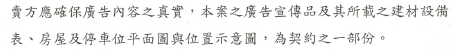 賣方應確保廣告內容之真實，本案之廣告宣傳品及其所載之建材設備
表、房屋及停車位平面圖與位置示意圖，為契約之一部份。